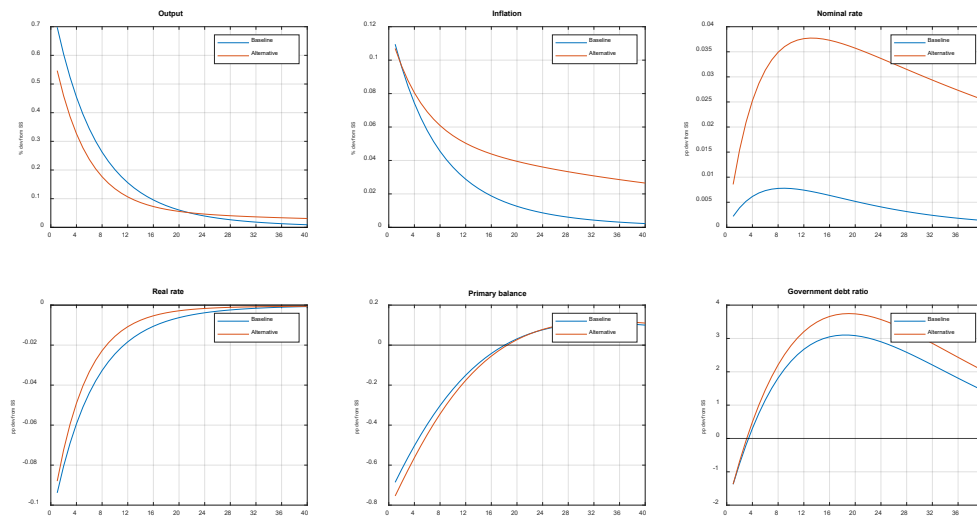 Output
% dev from SS
0.7
0.6
0.5
0.4
0.3
0.2
0.1
0
0 4 8 12 16 20 24 28 32 36 40
Baseline
Alternative
Inflation
% dev from SS
0.12
0.1
0.08
0.06
0.04
0.02
0
0 4 8 12 16 20 24 28 32 36 40
Baseline
Alternative
Nominal rate
pp dev from SS
0.04
0.035
0.03
0.025
0.02
0.015
0.01
0.005
0
0 4 8 12 16 20 24 28 32 36
Baseline
Alternative
Real rate
pp dev from SS
0
-0.02
-0.04
-0.06
-0.08
-0.1
0 4 8 12 16 20 24 28 32 36 40
Baseline
Alternative
Primary balance
pp dev from SS
0.2
0
-0.2
-0.4
-0.6
-0.8
0 4 8 12 16 20 24 28 32 36 40
Baseline
Alternative
Government debt ratio
pp dev from SS
4
3
2
1
0
-1
-2
0 4 8 12 16 20 24 28 32 36
Baseline
Alternative